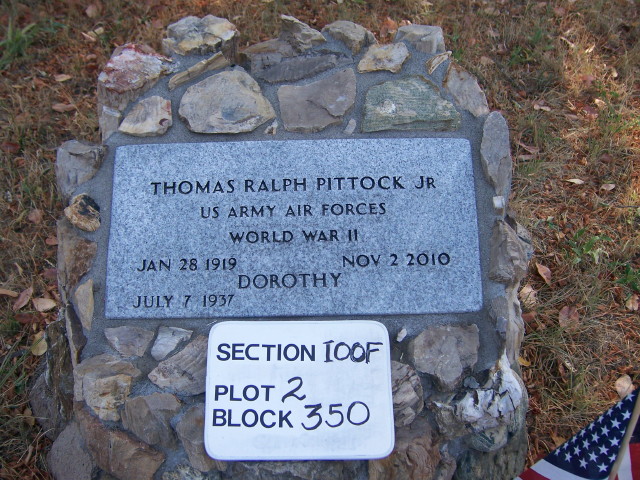 THOMAS RALPH PITTOCK JR
US ARMY AIR FORCES
WORLD WAR II
JAN 28 1919 NOV 2 2010
DOROTHY
JULY 7 1937
SECTION IOOF
PLOT 2
BLOCK 350